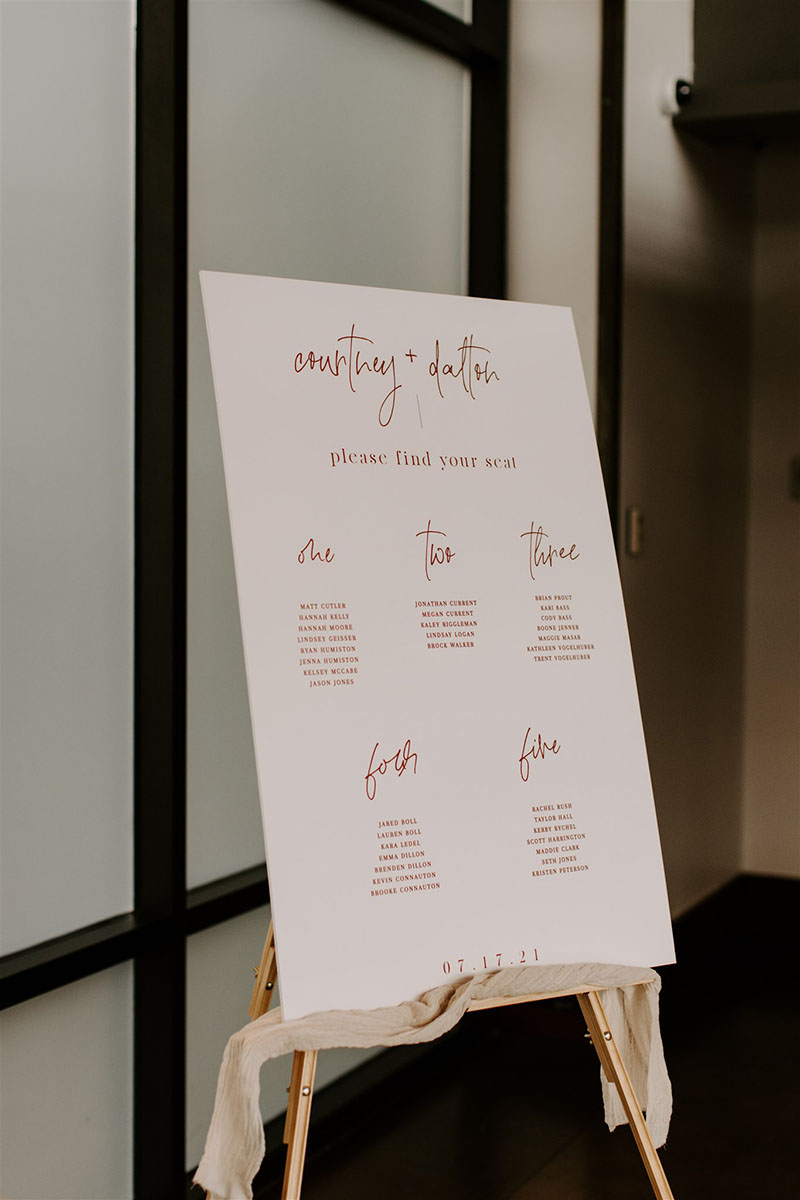 courtney + dalton
please find your seat
one
MATT CUTLER
HANNAH KELLY
HANNAH MOORE
LINDSEY GEISSER
RYAN HUMISTON
JENNA HUMISTON
KELSEY MCCABE
JASON JONES
two
JONATHAN CURRENT
MEGAN CURRENT
KALEY RIGGLEMAN
LINDSAY LOGAN
BROCK WALKER
three
BRIAN PROUT
KARI BASS
CODY BASS
BOONE JENNER
MAGGIE MASAR
KATHLEEN VOGELHUBER
TRENT VOGELHUBER
four
JARED BOLL
LAUREN BOLL
KARA LEDEL
EMMA DILLON
BRENDEN DILLON
KEVIN CONNAUTON
BROOKE CONNAUTON
five
RACHEL RUSH
TAYLOR HALL
KERBY RYCHEL
SCOTT HARRINGTON
MADDIE CLARK
SETH JONES
KRISTEN PETERSON
07.17.21